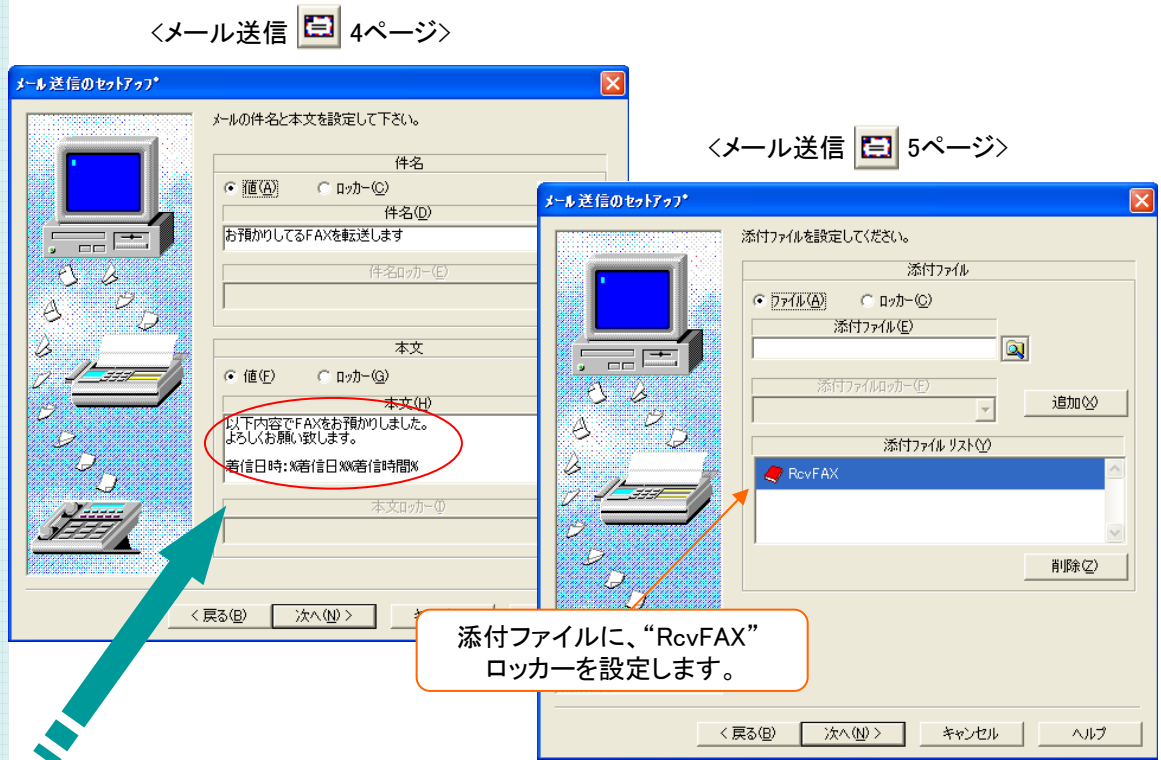 <メール送信 4ページ>
メール送信のセットアップ
メールの件名と本文を設定して下さい。
件名
値(A) ロッカー(C)
件名(D)
お預かりしてるFAXを転送します
件名ロッカー(E)
本文
値(F) ロッカー(G)
本文(H)
以下内容でFAXをお預かりしました。
よろしくお願い致します。
着信日時:%着信日%%着信時間%
本文ロッカー(I)
< 戻る(B) 次へ(N) >
<メール送信 5ページ>
メール送信のセットアップ
添付ファイルを設定してください。
添付ファイル
ファイル(A) ロッカー(C)
添付ファイル(E)
添付ファイルロッカー(F)
追加(X)
添付ファイル リスト(Y)
RcvFAX
削除(Z)
添付ファイルに、“RcvFAX”
ロッカーを設定します。
< 戻る(B) 次へ(N) > キャンセル ヘルプ